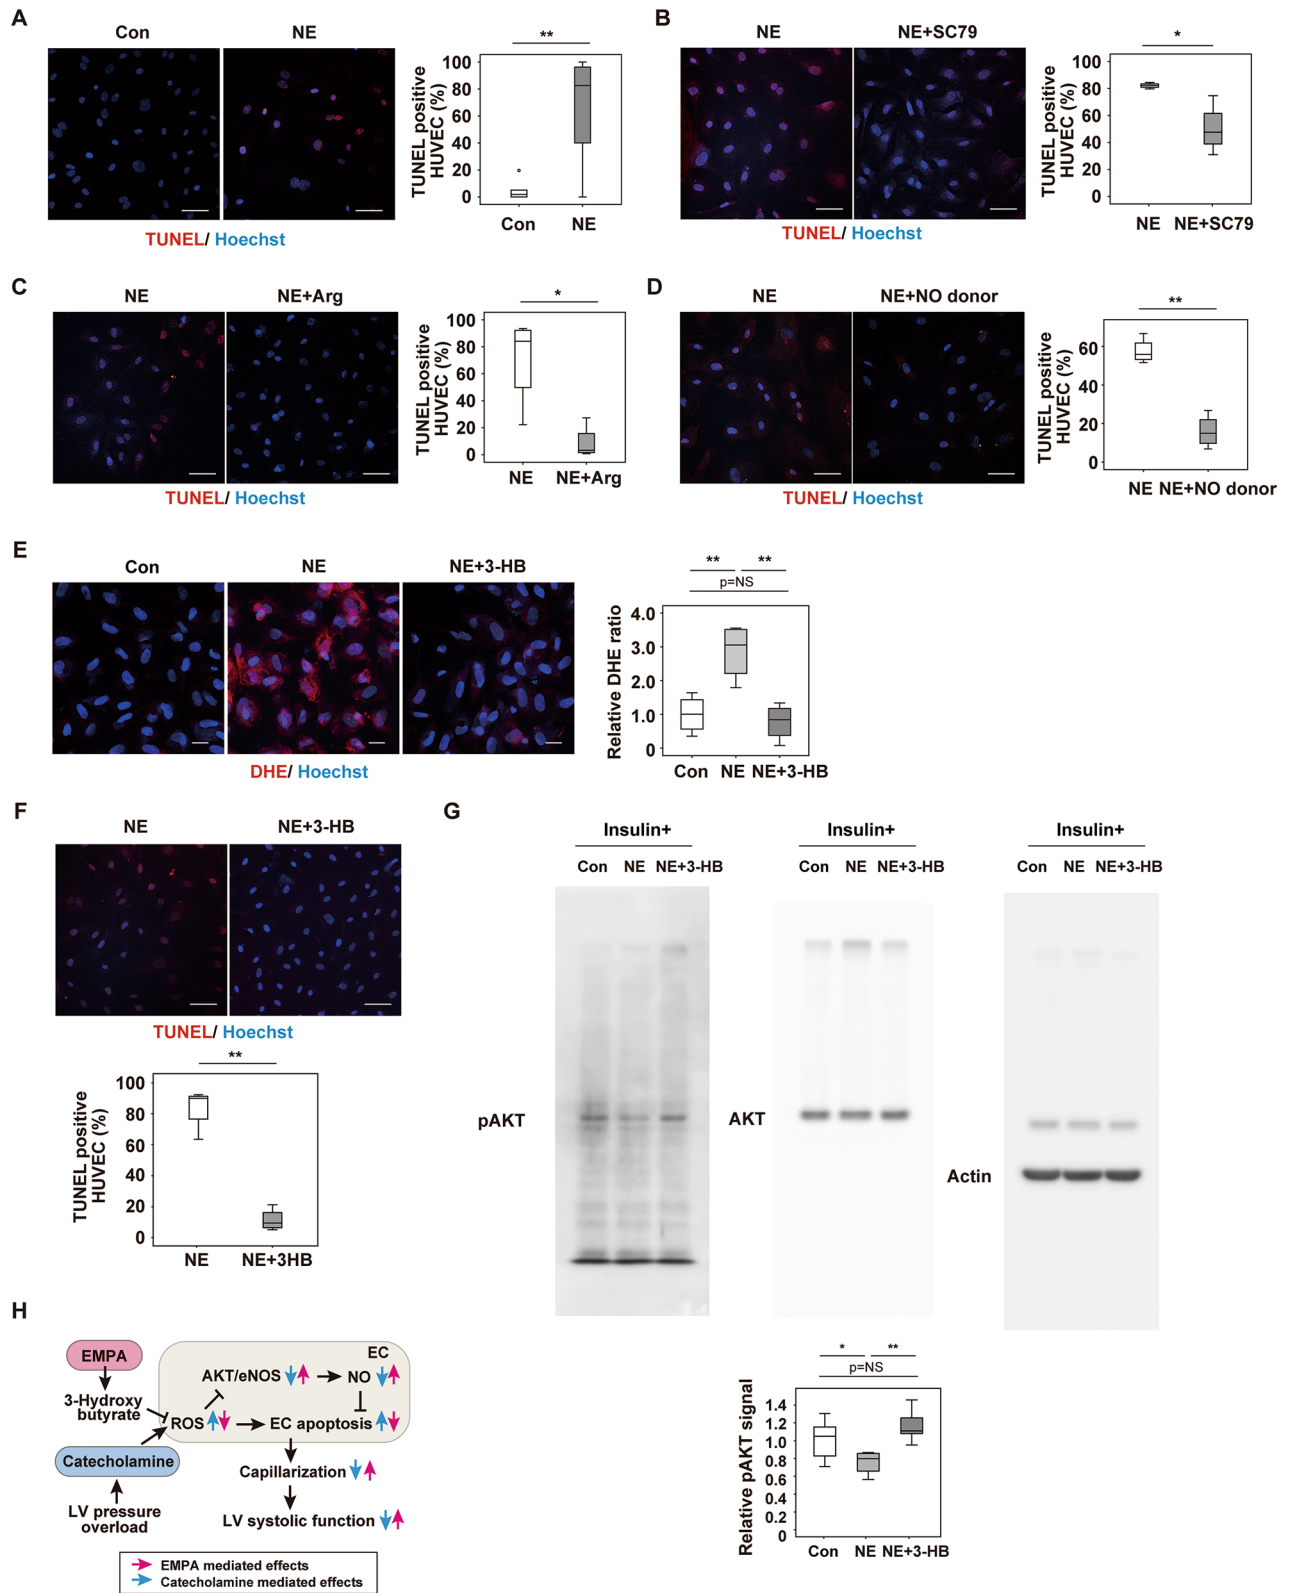 A
Con
NE
**
TUNEL positive
HUVEC (%)
100
80
60
40
20
0
Con
NE
TUNEL/ Hoechst
B
NE
NE+SC79
*
TUNEL positive
HUVEC (%)
100
80
60
40
20
0
NE
NE+SC79
TUNEL/ Hoechst
C
NE
NE+Arg
*
TUNEL positive
HUVEC (%)
100
80
60
40
20
0
NE
NE+Arg
TUNEL/ Hoechst
D
NE
NE+NO donor
**
TUNEL positive
HUVEC (%)
60
40
20
0
NE NE+NO donor
TUNEL/ Hoechst
E
Con
NE
NE+3-HB
DHE/ Hoechst
** **
p=NS
Relative DHE ratio
4.0
3.0
2.0
1.0
0
Con NE NE+3-HB
F
NE
NE+3-HB
TUNEL/ Hoechst
**
TUNEL positive
HUVEC (%)
100
80
60
40
20
0
NE
NE+3HB
G
Insulin+
Con NE NE+3-HB
pAKT
Insulin+
Con NE NE+3-HB
AKT
Insulin+
Con NE NE+3-HB
Actin
* **
p=NS
Relative pAKT signal
1.4
1.2
1.0
0.8
0.6
0.4
0.2
0
Con NE NE+3-HB
H
EMPA
3-Hydroxy
butyrate
Catecholamine
LV pressure
overload
EC
AKT/eNOS
NO
ROS
EC apoptosis
Capillarization
LV systolic function
EMPA mediated effects
Catecholamine mediated effects